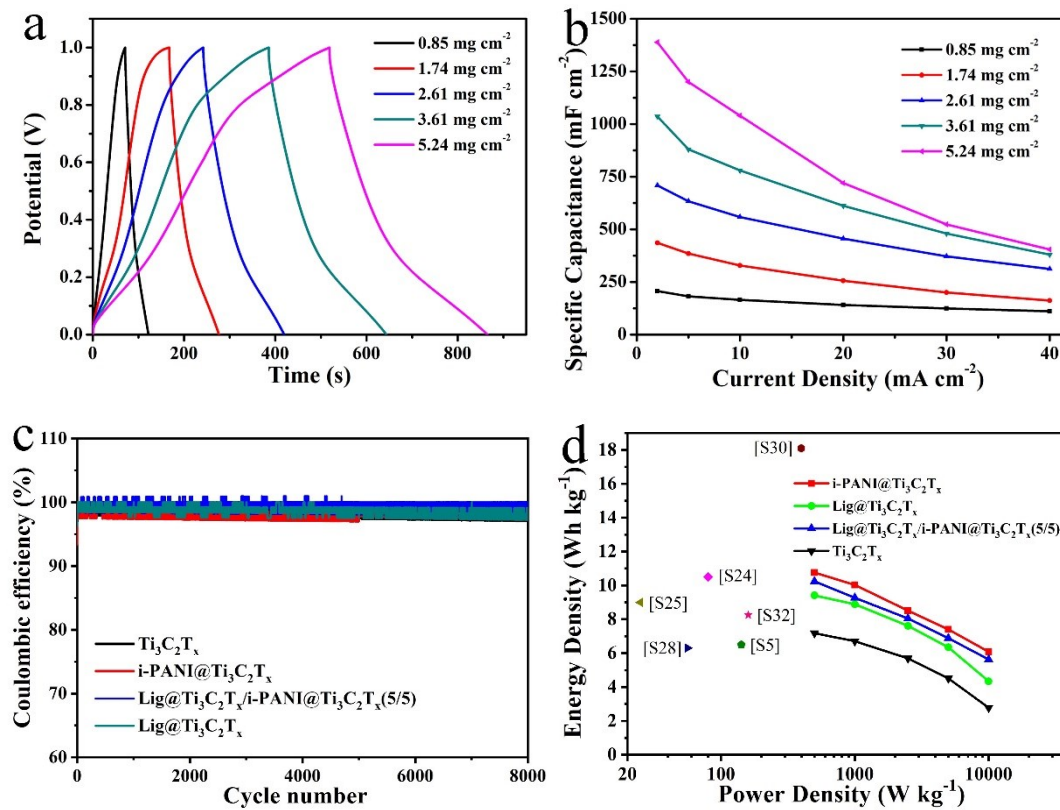 a
0.85 mg cm⁻²
1.74 mg cm⁻²
2.61 mg cm⁻²
3.61 mg cm⁻²
5.24 mg cm⁻²
1.0
0.8
0.6
0.4
0.2
0.0
Potential (V)
0 200 400 600 800
Time (s)
b
0.85 mg cm⁻²
1.74 mg cm⁻²
2.61 mg cm⁻²
3.61 mg cm⁻²
5.24 mg cm⁻²
1500
1250
1000
750
500
250
0
Specific Capacitance (mF cm⁻²)
0 10 20 30 40
Current Density (mA cm⁻²)
c
110
100
90
80
70
60
Coulombic efficiency (%)
Ti₃C₂Tₓ
i-PANI@Ti₃C₂Tₓ
Lig@Ti₃C₂Tₓ/i-PANI@Ti₃C₂Tₓ(5/5)
Lig@Ti₃C₂Tₓ
0 2000 4000 6000 8000
Cycle number
d
18
16
14
12
10
8
6
4
2
0
Energy Density (Wh kg⁻¹)
[S30]
i-PANI@Ti₃C₂Tₓ
Lig@Ti₃C₂Tₓ
Lig@Ti₃C₂Tₓ/i-PANI@Ti₃C₂Tₓ(5/5)
Ti₃C₂Tₓ
[S24]
[S25]
[S32]
[S28]
[S5]
20 100 1000 10000
Power Density (W kg⁻¹)